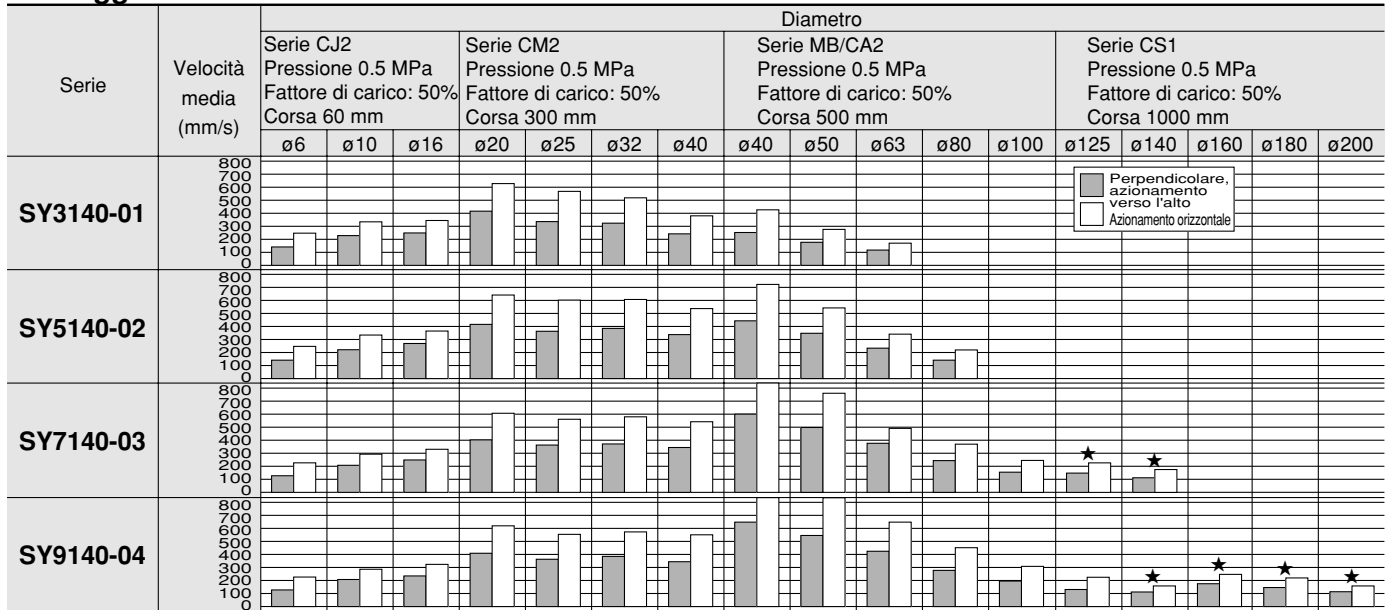 Diametro
Serie
Velocità
media
(mm/s)
Serie CJ2
Pressione 0.5 MPa
Fattore di carico: 50%
Corsa 60 mm
Serie CM2
Pressione 0.5 MPa
Fattore di carico: 50%
Corsa 300 mm
Serie MB/CA2
Pressione 0.5 MPa
Fattore di carico: 50%
Corsa 500 mm
Serie CS1
Pressione 0.5 MPa
Fattore di carico: 50%
Corsa 1000 mm
ø6 ø10 ø16 ø20 ø25 ø32 ø40 ø40 ø50 ø63 ø80 ø100 ø125 ø140 ø160 ø180 ø200
SY3140-01
800
700
600
500
400
300
200
100
0
Perpendicolare,
azionamento
verso l'alto
Azionamento orizzontale
SY5140-02
800
700
600
500
400
300
200
100
0
SY7140-03
800
700
600
500
400
300
200
100
0
★ ★
SY9140-04
800
700
600
500
400
300
200
100
0
★ ★ ★ ★